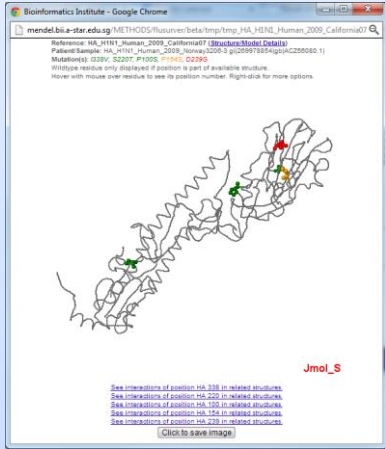 Bioinformatics Institute - Google Chrome
mendel.bii.a-star.edu.sg/METHODS/flusurver/beta/tmp/tmp_HA_H1N1_Human_2009_California07
Reference: HA_H1N1_Human_2009_California07 (Structure/Model Details)
Patient/Sample: HA_H1N1_Human_2009_Norway3206-3 gi|269978854|gb|ACZ56080.1|
Mutation(s): I338V, S220T, P100S, P154S, D239G
Wildtype residue only displayed if position is part of available structure.
Hover with mouse over residue to see its position number. Right-click for more options.
Jmol_S
See interactions of position HA 338 in related structures.
See interactions of position HA 220 in related structures.
See interactions of position HA 100 in related structures.
See interactions of position HA 154 in related structures.
See interactions of position HA 239 in related structures.
Click to save image